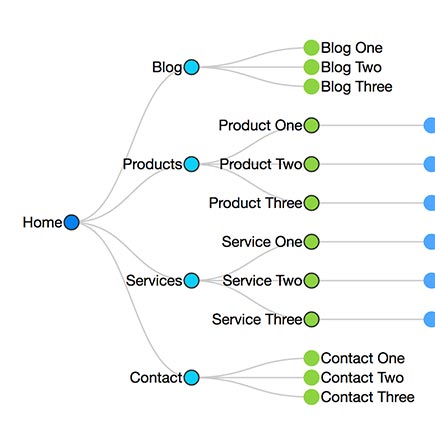 Blog One
Blog
Blog Two
Blog Three
Product One
Products
Product Two
Product Three
Home
Service One
Services
Service Two
Service Three
Contact One
Contact
Contact Two
Contact Three